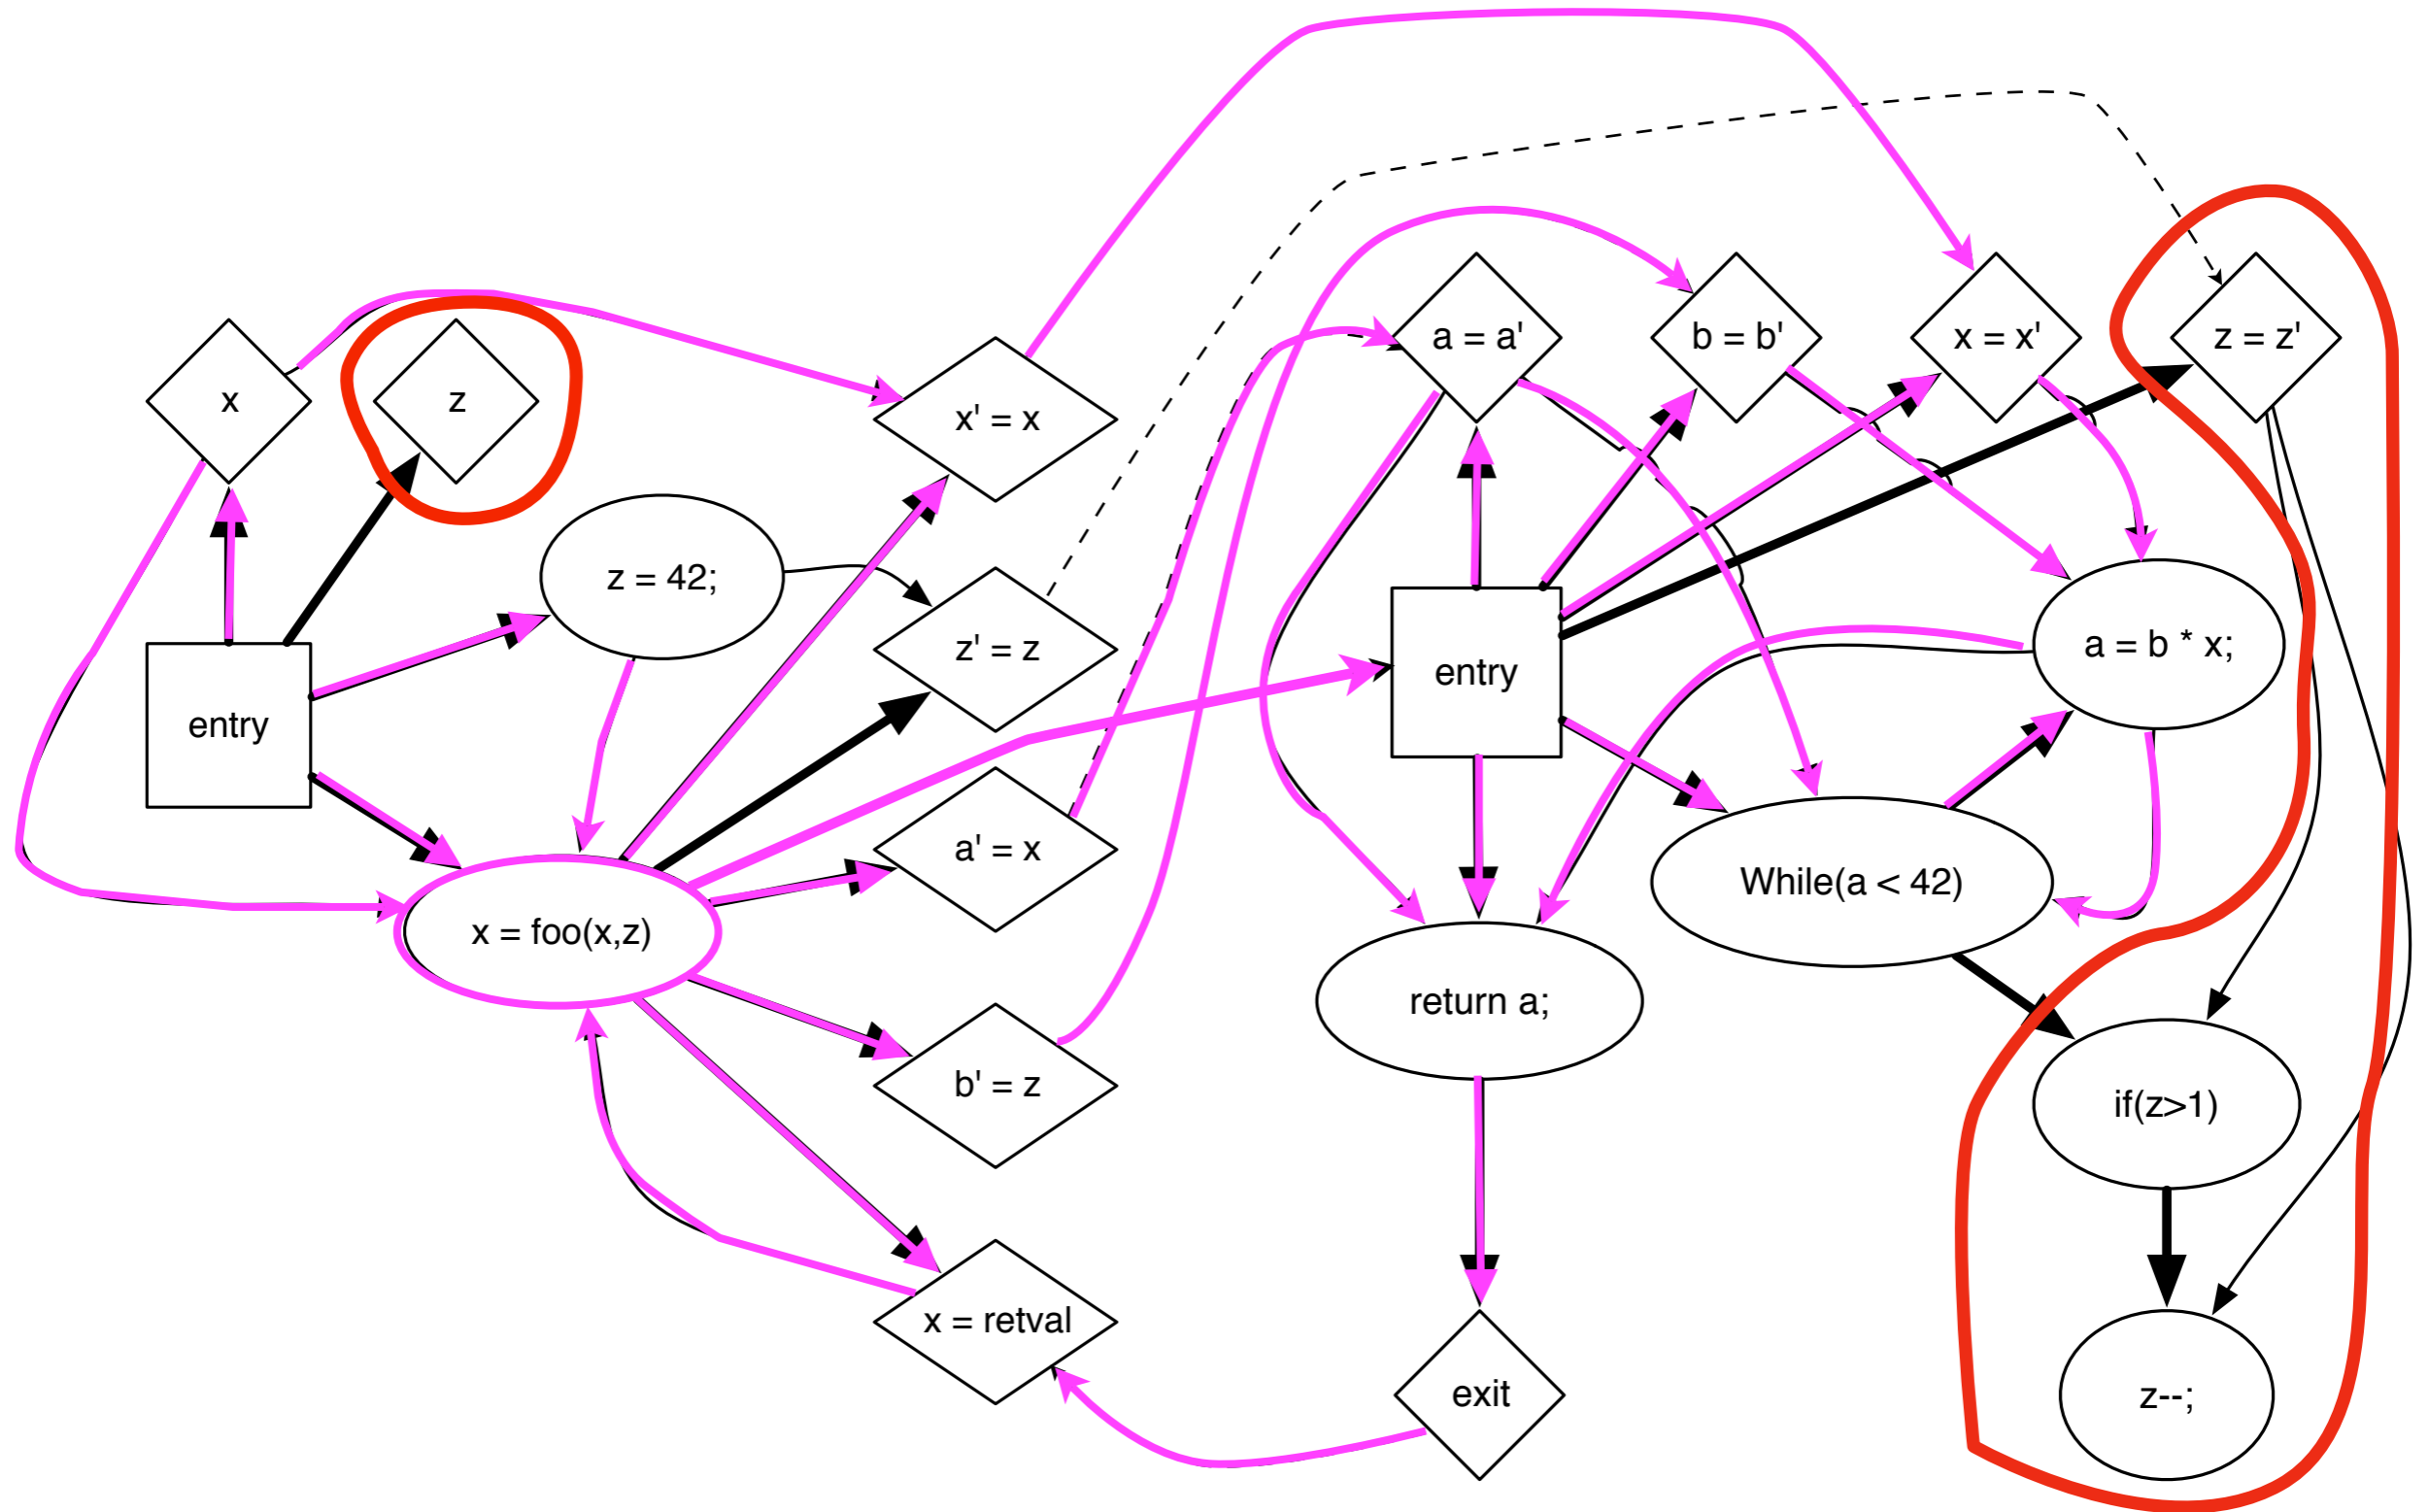 a = a'
b = b'
x = x'
z = z'
x
z
x' = x
z = 42;
z' = z
a = b * x;
entry
entry
a' = x
While(a < 42)
x = foo(x,z)
return a;
b' = z
if(z>1)
x = retval
exit
z--;